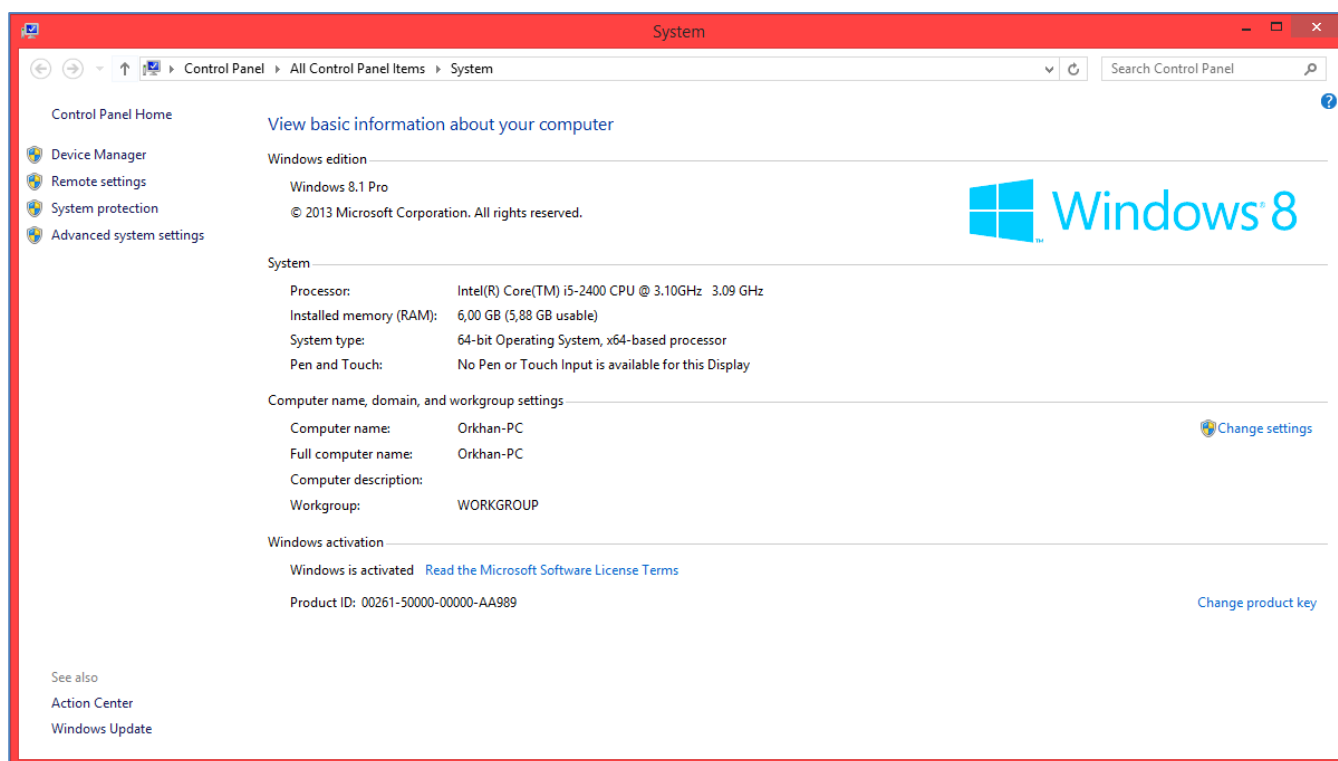 System
Control Panel All Control Panel Items System
Search Control Panel
Control Panel Home
Device Manager
Remote settings
System protection
Advanced system settings
See also
Action Center
Windows Update
View basic information about your computer
Windows edition
Windows 8.1 Pro
© 2013 Microsoft Corporation. All rights reserved.
Windows® 8
™
System
Processor: Intel(R) Core(TM) i5-2400 CPU @ 3.10GHz 3.09 GHz
Installed memory (RAM): 6,00 GB (5,88 GB usable)
System type: 64-bit Operating System, x64-based processor
Pen and Touch: No Pen or Touch Input is available for this Display
Computer name, domain, and workgroup settings
Computer name: Orkhan-PC
Change settings
Full computer name: Orkhan-PC
Computer description:
Workgroup: WORKGROUP
Windows activation
Windows is activated Read the Microsoft Software License Terms
Product ID: 00261-50000-00000-AA989
Change product key